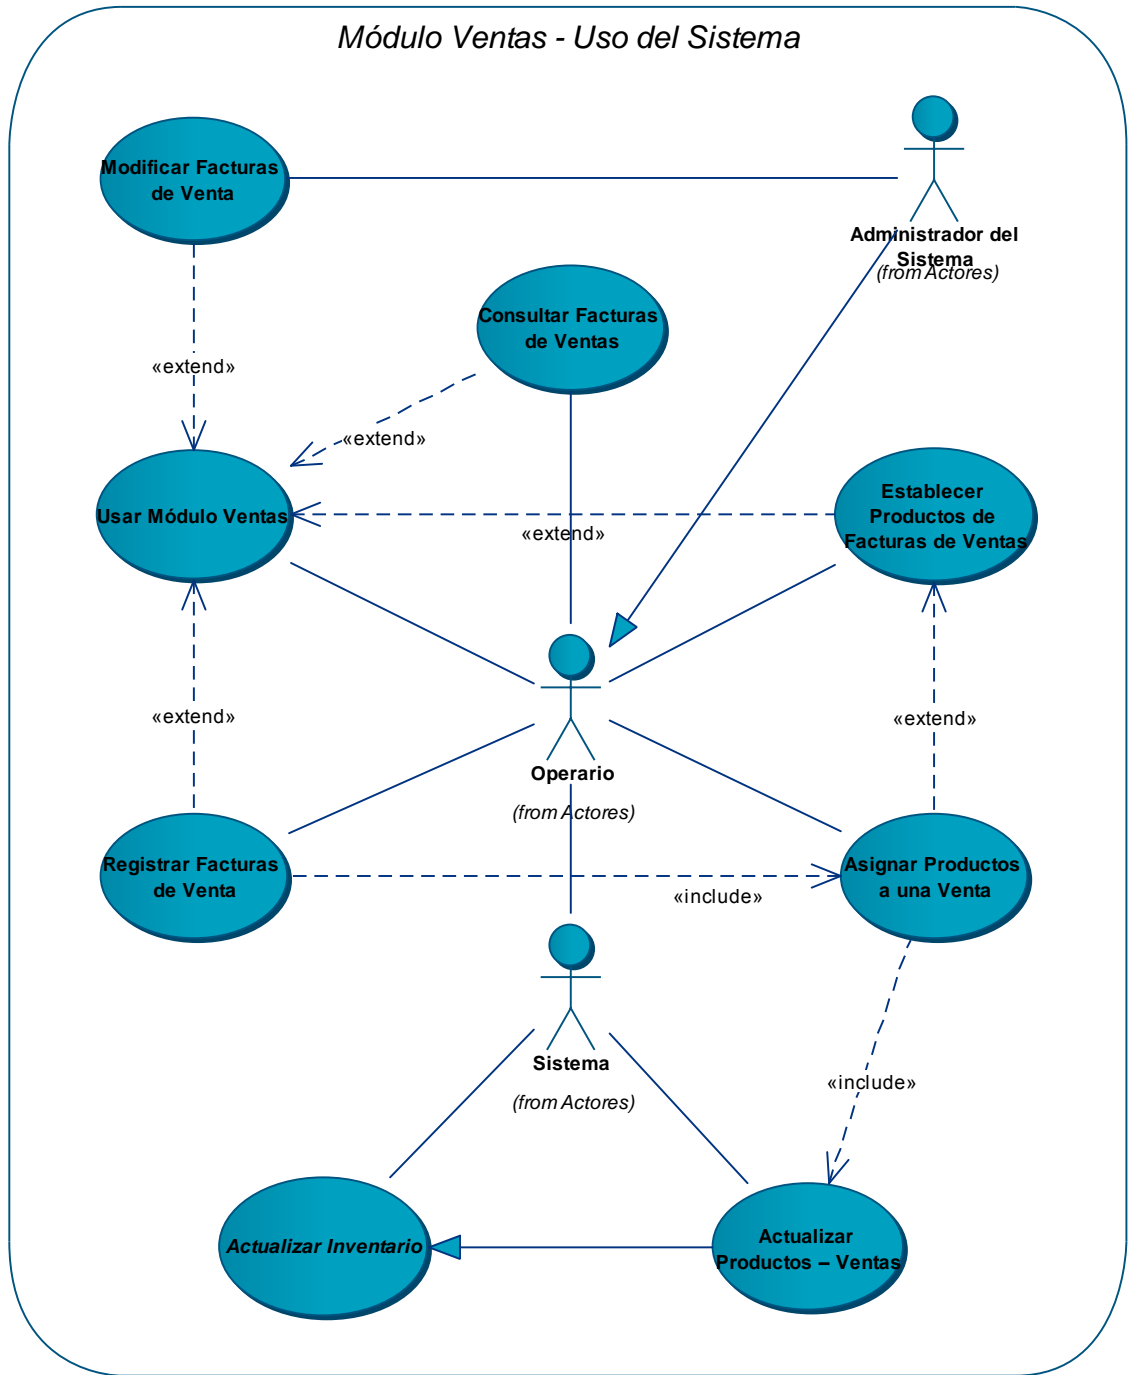 Módulo Ventas - Uso del Sistema
Modificar Facturas
de Venta
Administrador del
Sistema
(from Actores)
Consultar Facturas
de Ventas
«extend»
«extend»
Usar Módulo Ventas
Establecer
Productos de
Facturas de Ventas
«extend»
«extend»
«extend»
Operario
(from Actores)
Registrar Facturas
de Venta
Asignar Productos
a una Venta
«include»
Sistema
(from Actores)
«include»
Actualizar Inventario
Actualizar
Productos – Ventas